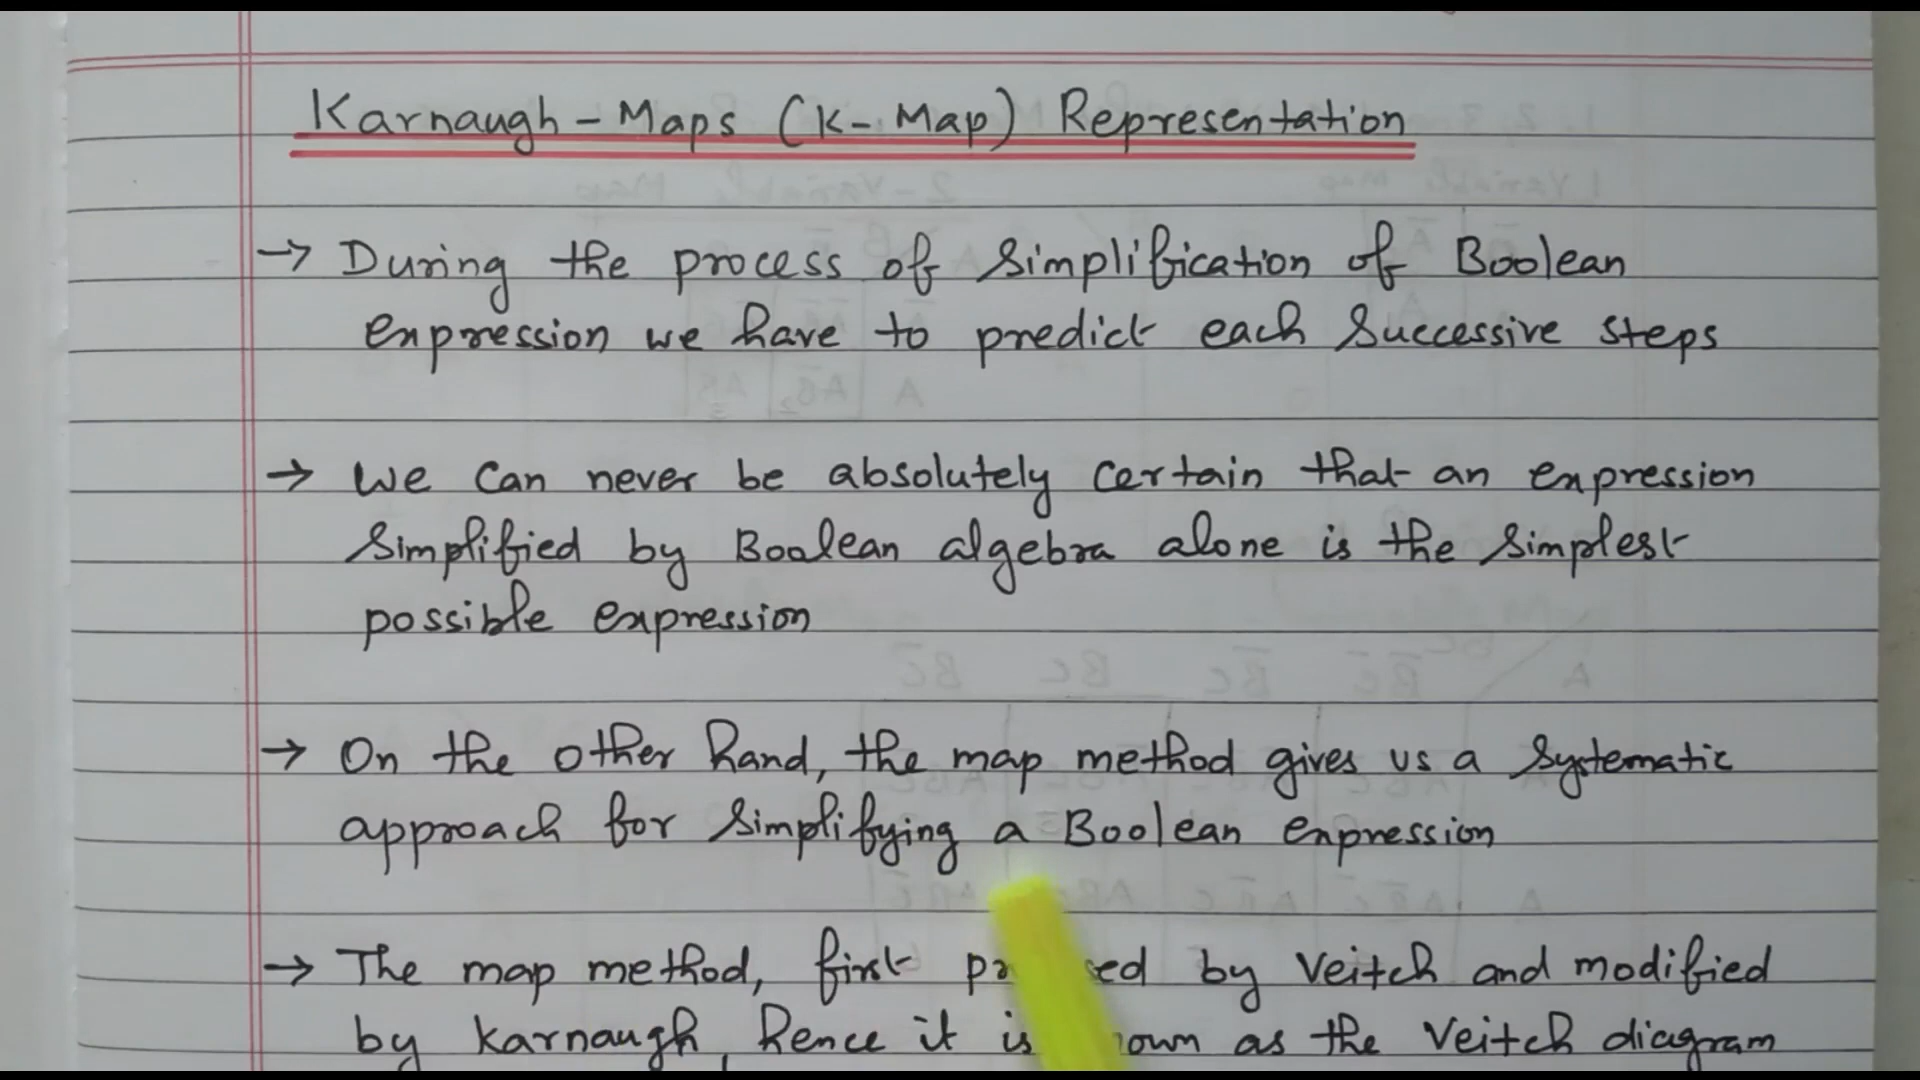 Karnaugh-Maps (K-Map) Representation
→ During the process of simplification of Boolean
expression we have to predict each successive steps
→ We can never be absolutely certain that an expression
simplified by Boolean algebra alone is the simplest
possible expression
→ On the other hand, the map method gives us a systematic
approach for simplifying a Boolean expression
→ The map method, first by Veitch and modified
by Karnaugh, hence it is as the Veitch diagram